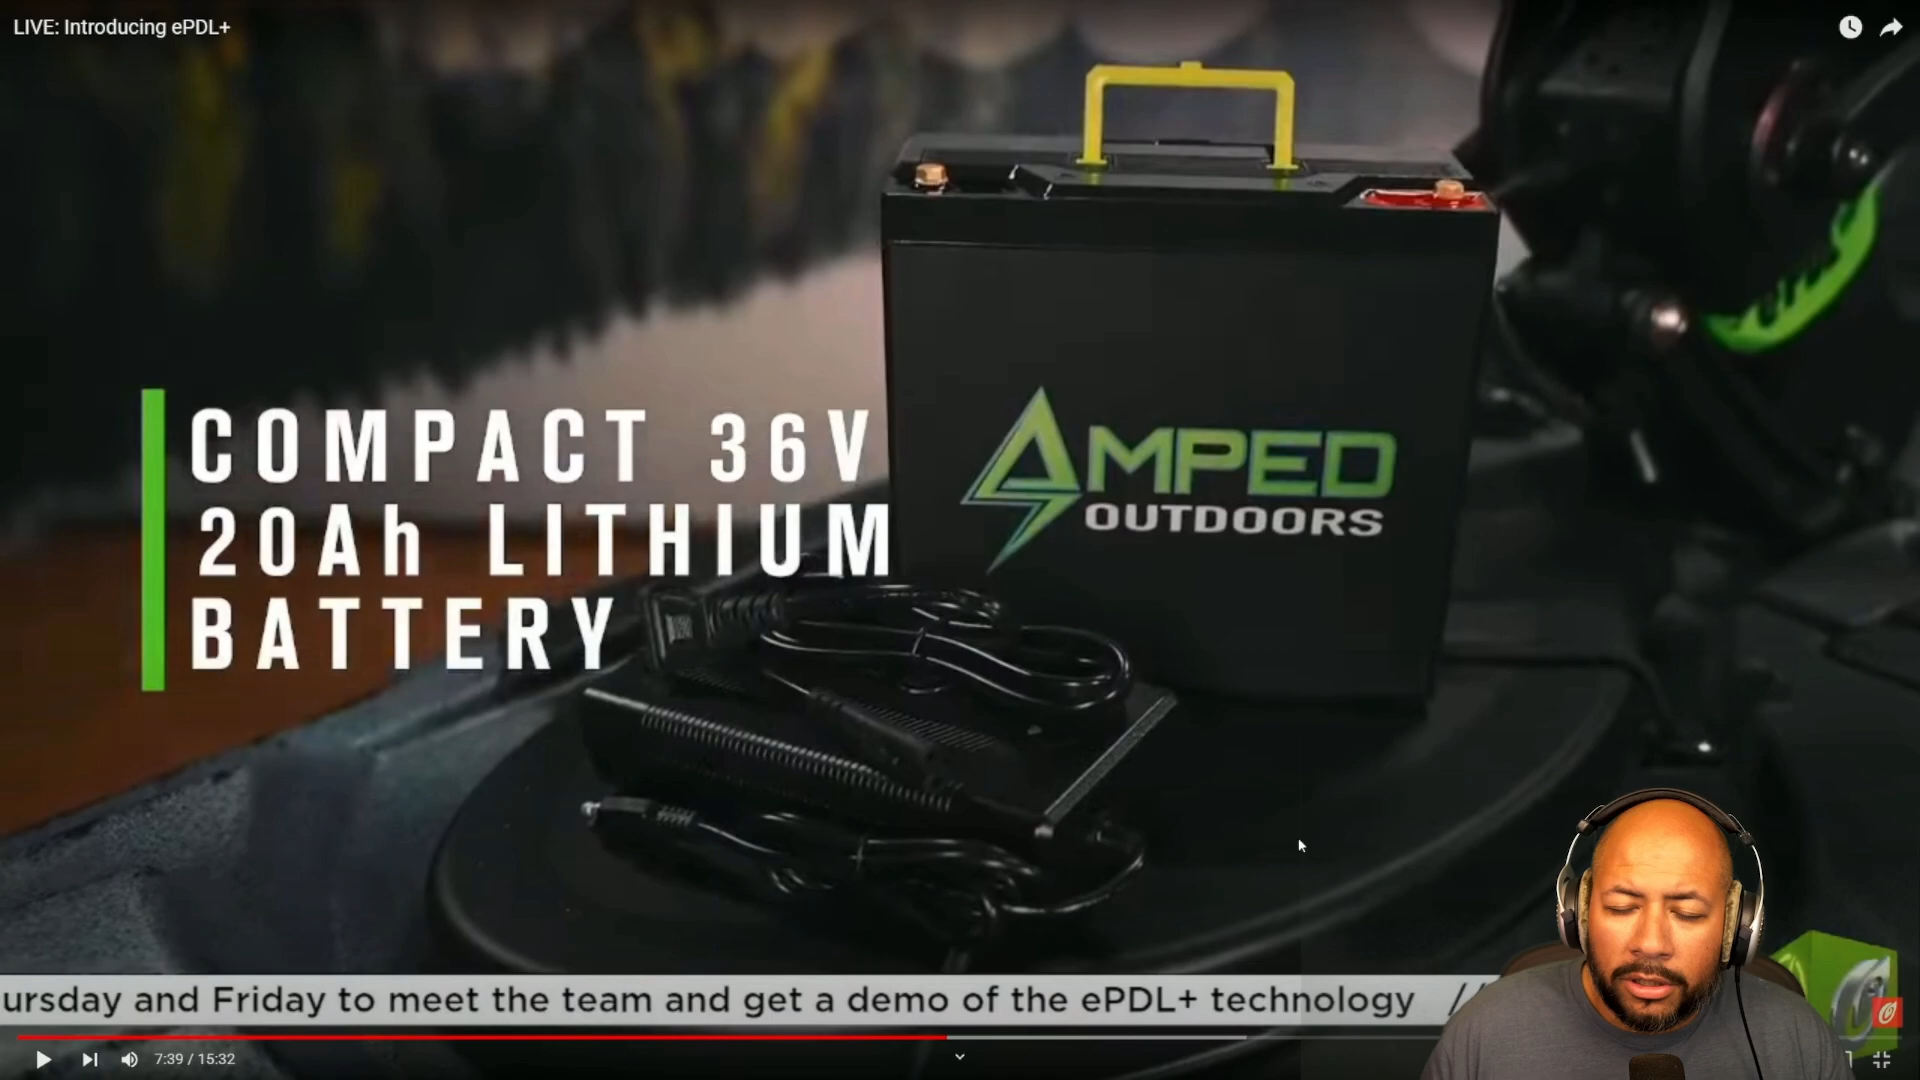 LIVE: Introducing ePDL+
COMPACT 36V
20Ah LITHIUM
BATTERY
AMPED
OUTDOORS
ursday and Friday to meet the team and get a demo of the ePDL+ technology //
7:39 / 15:32